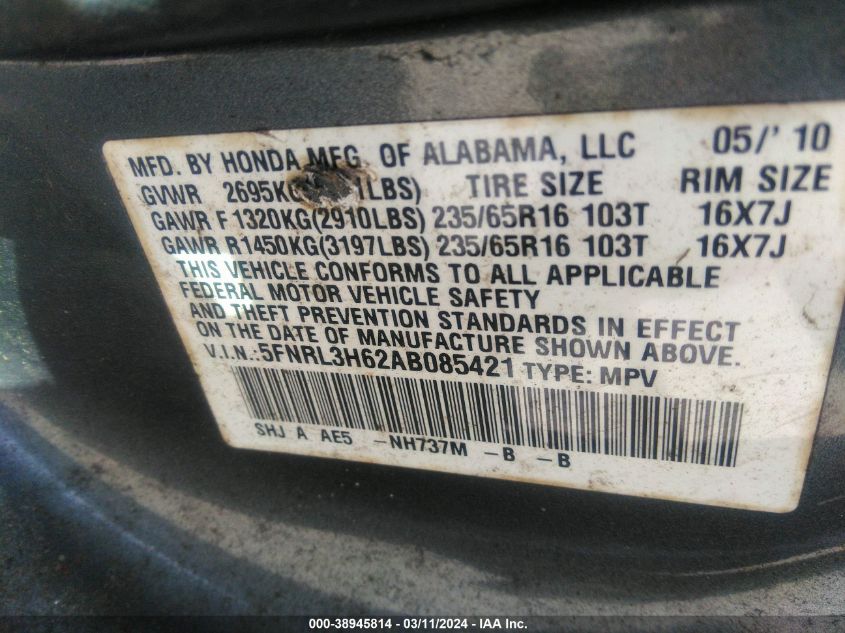 MFD. BY HONDA MFG. OF ALABAMA, LLC 05/' 10
GVWR 2695KG LBS) TIRE SIZE RIM SIZE
GAWR F1320KG(2910LBS) 235/65R16 103T 16X7J
GAWR R1450KG(3197LBS) 235/65R16 103T 16X7J
THIS VEHICLE CONFORMS TO ALL APPLICABLE
FEDERAL MOTOR VEHICLE SAFETY
AND THEFT PREVENTION STANDARDS IN EFFECT
ON THE DATE OF MANUFACTURE SHOWN ABOVE.
V.I.N.:5FNRL3H62AB085421 TYPE: MPV
SHJ A AE5 -NH737M -B -B
000-38945814 - 03/11/2024 - IAA Inc.